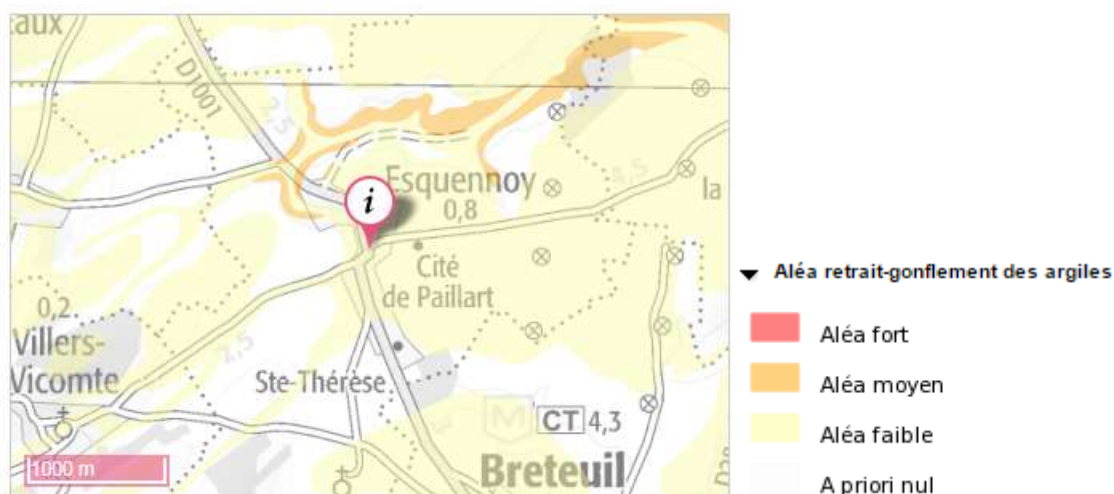 aux
D1001
2,5
Esquennoy
0,8
4,5
la
i
Cité
de Paillart
0,2
Villers-
Vicomte
2,5
Ste-Thérèse
M
CT 4,3
Breteuil
1000 m
Aléa retrait-gonflement des argiles
Aléa fort
Aléa moyen
Aléa faible
A priori nul